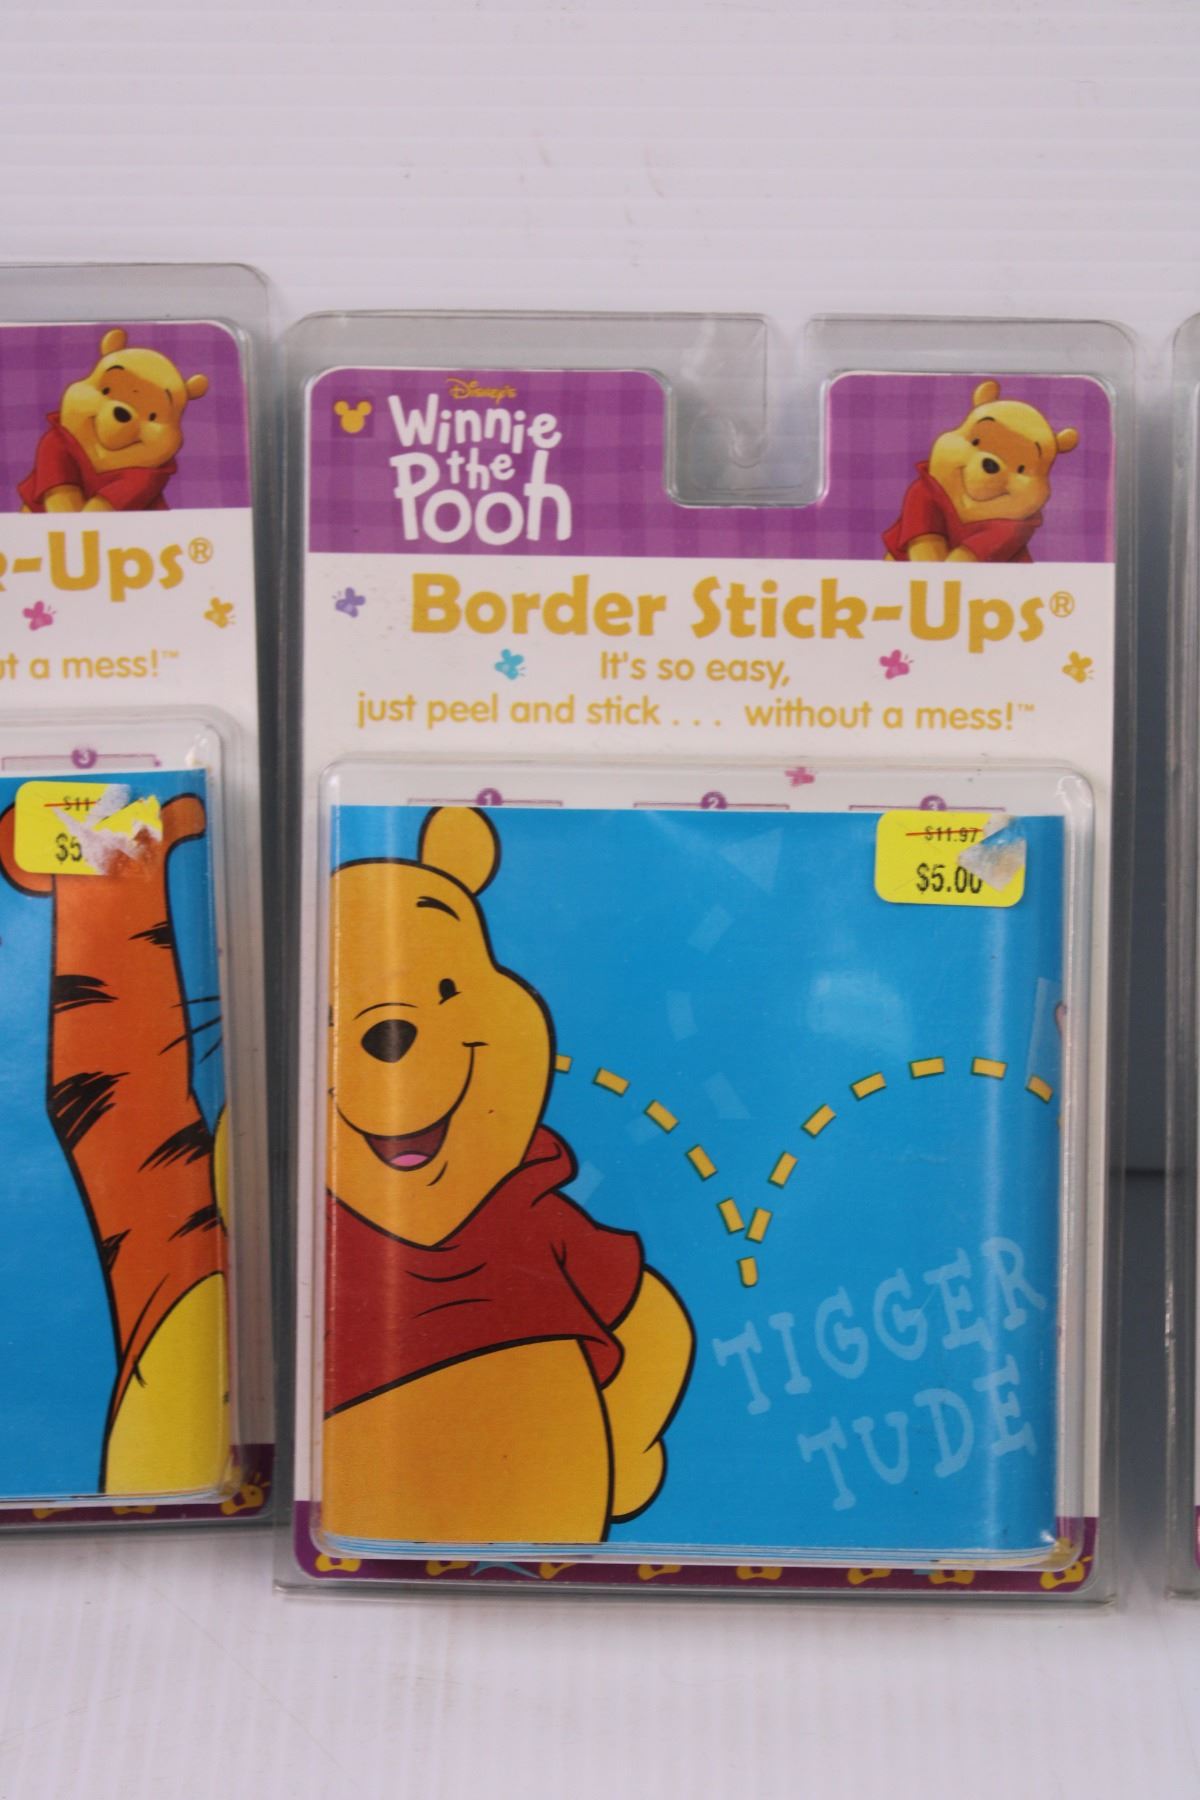 Disney's
Winnie
the
Pooh
Border Stick-Ups®
It's so easy,
just peel and stick . . . without a mess!™
1 2 3
$11.97
$5.00
TIGGER
TUDE
-Ups®
a mess!™
3
$11
$5.